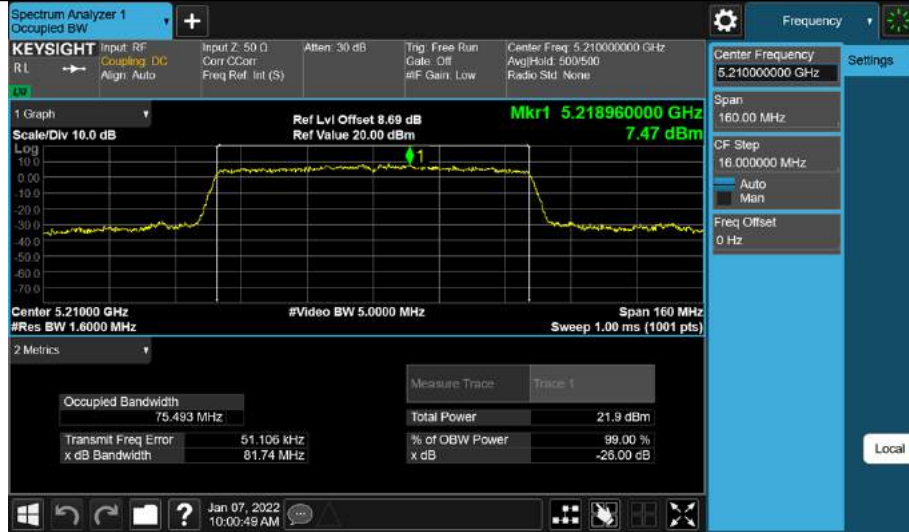 Spectrum Analyzer 1
Occupied BW
+
Frequency
KEYSIGHT
RL
Input: RF
Coupling: DC
Align: Auto
Input Z: 50 Ω
Corr CCorr
Freq Ref: Int (S)
Atten: 30 dB
Trig: Free Run
Gate: Off
#IF Gain: Low
Center Freq: 5.210000000 GHz
Avg|Hold: 500/500
Radio Std: None
Center Frequency
5.210000000 GHz
Settings
Span
160.00 MHz
CF Step
16.000000 MHz
Auto
Man
Freq Offset
0 Hz
1 Graph
Scale/Div 10.0 dB
Ref Lvl Offset 8.69 dB
Ref Value 20.00 dBm
Mkr1 5.218960000 GHz
7.47 dBm
Log
10.0
0.00
-10.0
-20.0
-30.0
-40.0
-50.0
-60.0
-70.0
1
Center 5.21000 GHz
#Res BW 1.6000 MHz
#Video BW 5.0000 MHz
Span 160 MHz
Sweep 1.00 ms (1001 pts)
2 Metrics
Measure Trace
Trace 1
Occupied Bandwidth
75.493 MHz
Total Power
21.9 dBm
Transmit Freq Error
51.106 kHz
% of OBW Power
99.00 %
x dB Bandwidth
81.74 MHz
x dB
-26.00 dB
Local
?
Jan 07, 2022
10:00:49 AM